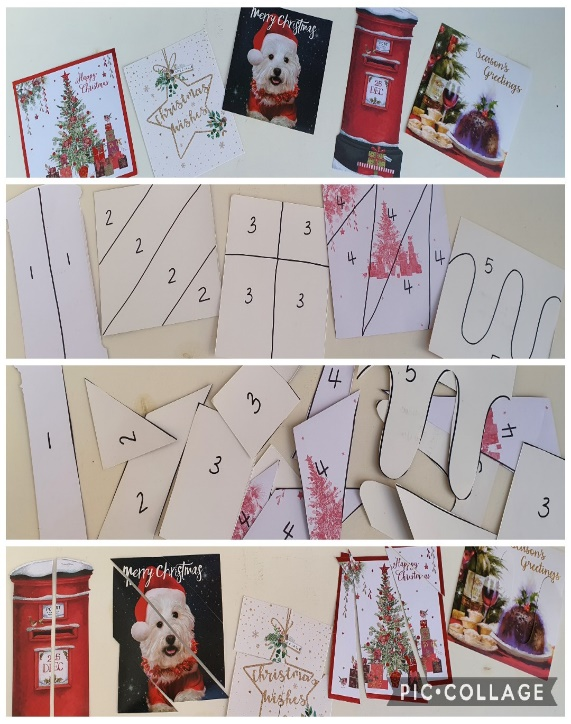 Happy
Christmas
Christmas
Wishes
Merry Christmas
25
DEC
Season's
Greetings
1 1
2
2
2
2
3 3
3 3
4 4
4 4
5
1
2
2
3
3
4
4
4
5
4
3
Merry Christmas
25
DEC
Christmas
Wishes
Happy
Christmas
Season's
Greetings
PIC•COLLAGE